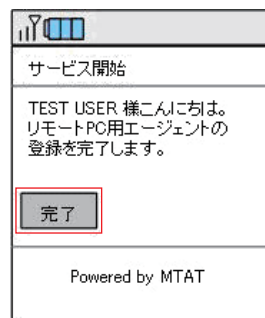 サービス開始
TEST USER 様こんにちは。
リモートPC用エージェントの
登録を完了します。
完了
Powered by MTAT